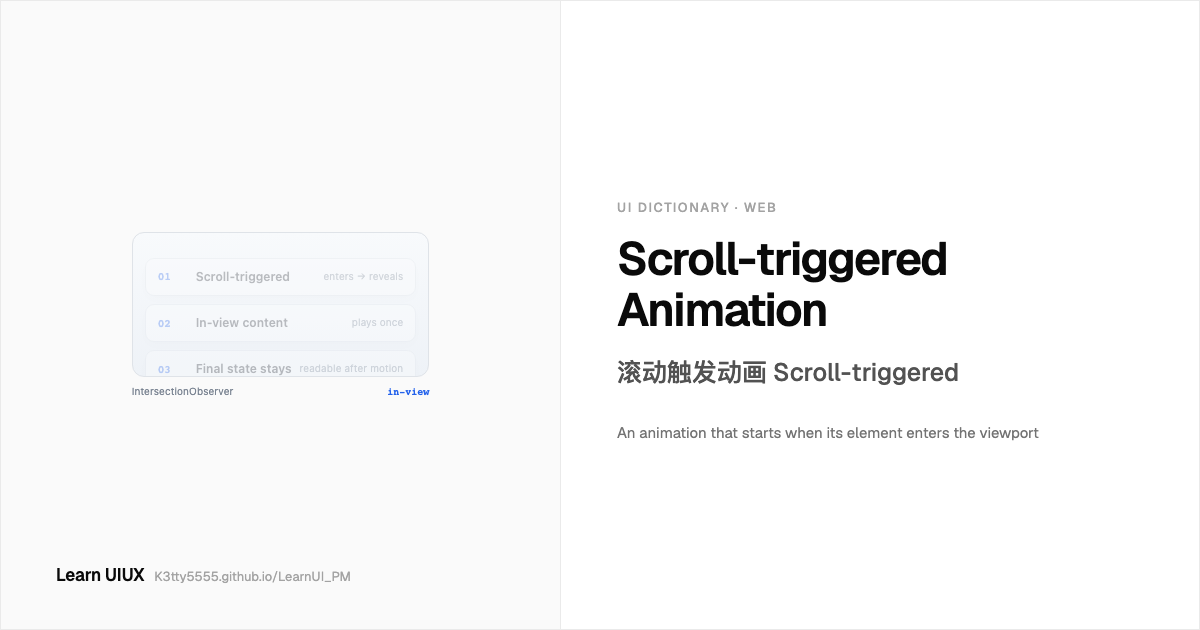 01 Scroll-triggered enters → reveals
02 In-view content plays once
03 Final state stays readable after motion
IntersectionObserver in-view
Learn UIUX K3tty5555.github.io/LearnUI_PM
UI DICTIONARY · WEB
Scroll-triggered
Animation
滚动触发动画 Scroll-triggered
An animation that starts when its element enters the viewport